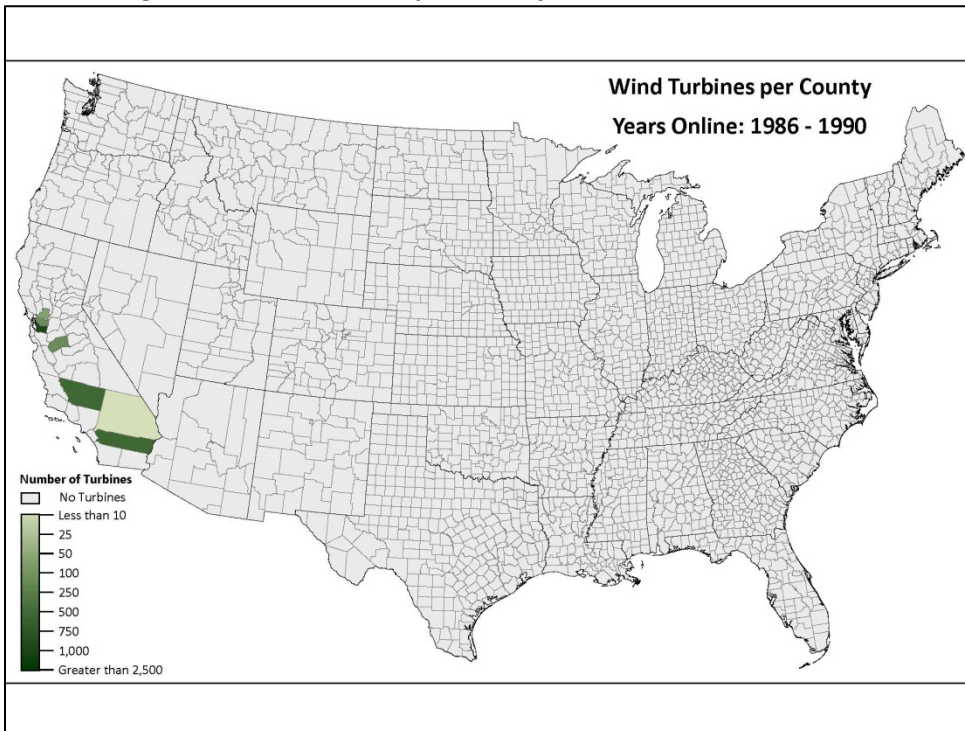 Wind Turbines per County
Years Online: 1986 - 1990
Number of Turbines
No Turbines
Less than 10
25
50
100
250
500
750
1,000
Greater than 2,500